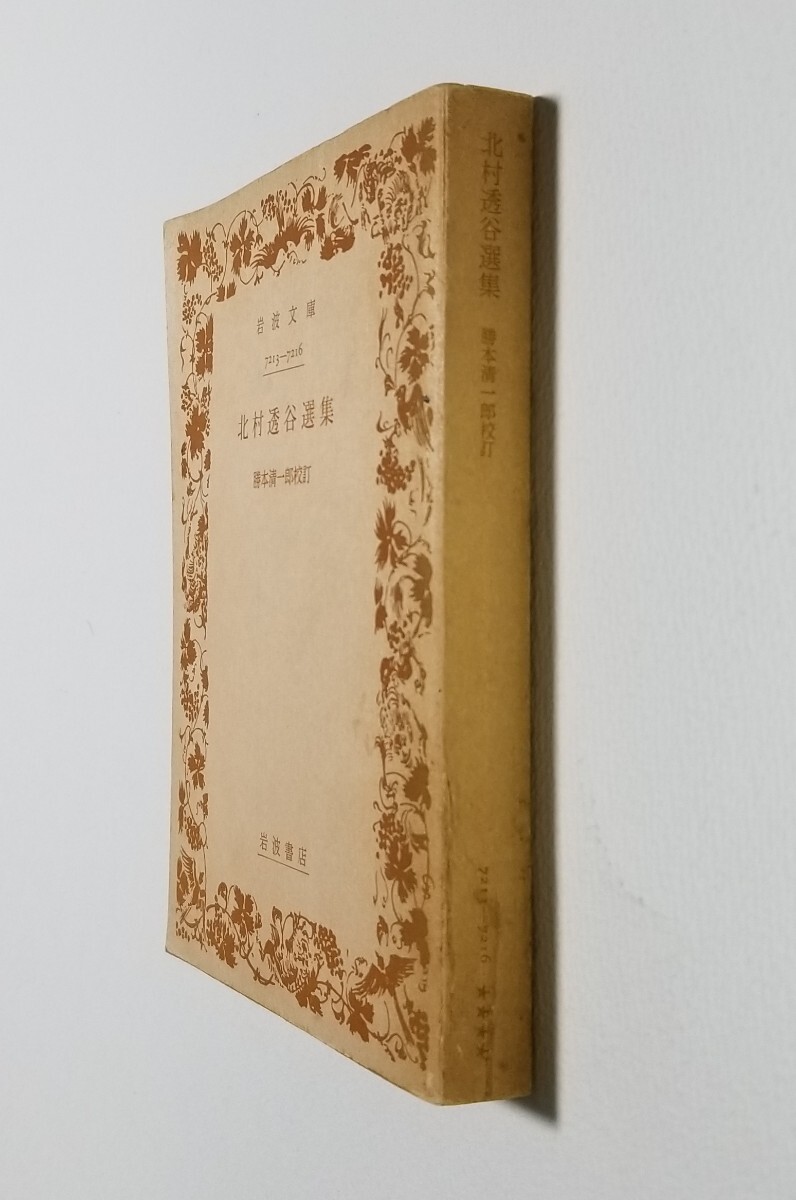 岩波文庫
7213—7216
北村透谷選集
勝本清一郎校訂
岩波書店
北村透谷選集
勝本清一郎校訂
7213—7216
★★★★